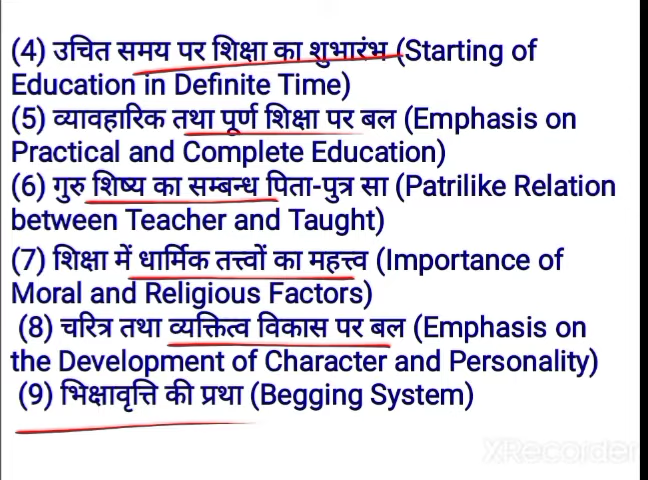 (4) उचित समय पर शिक्षा का शुभारंभ (Starting of
Education in Definite Time)
(5) व्यावहारिक तथा पूर्ण शिक्षा पर बल (Emphasis on
Practical and Complete Education)
(6) गुरु शिष्य का सम्बन्ध पिता-पुत्र सा (Patrilike Relation
between Teacher and Taught)
(7) शिक्षा में धार्मिक तत्त्वों का महत्त्व (Importance of
Moral and Religious Factors)
(8) चरित्र तथा व्यक्तित्व विकास पर बल (Emphasis on
the Development of Character and Personality)
(9) भिक्षावृत्ति की प्रथा (Begging System)
XRecorder